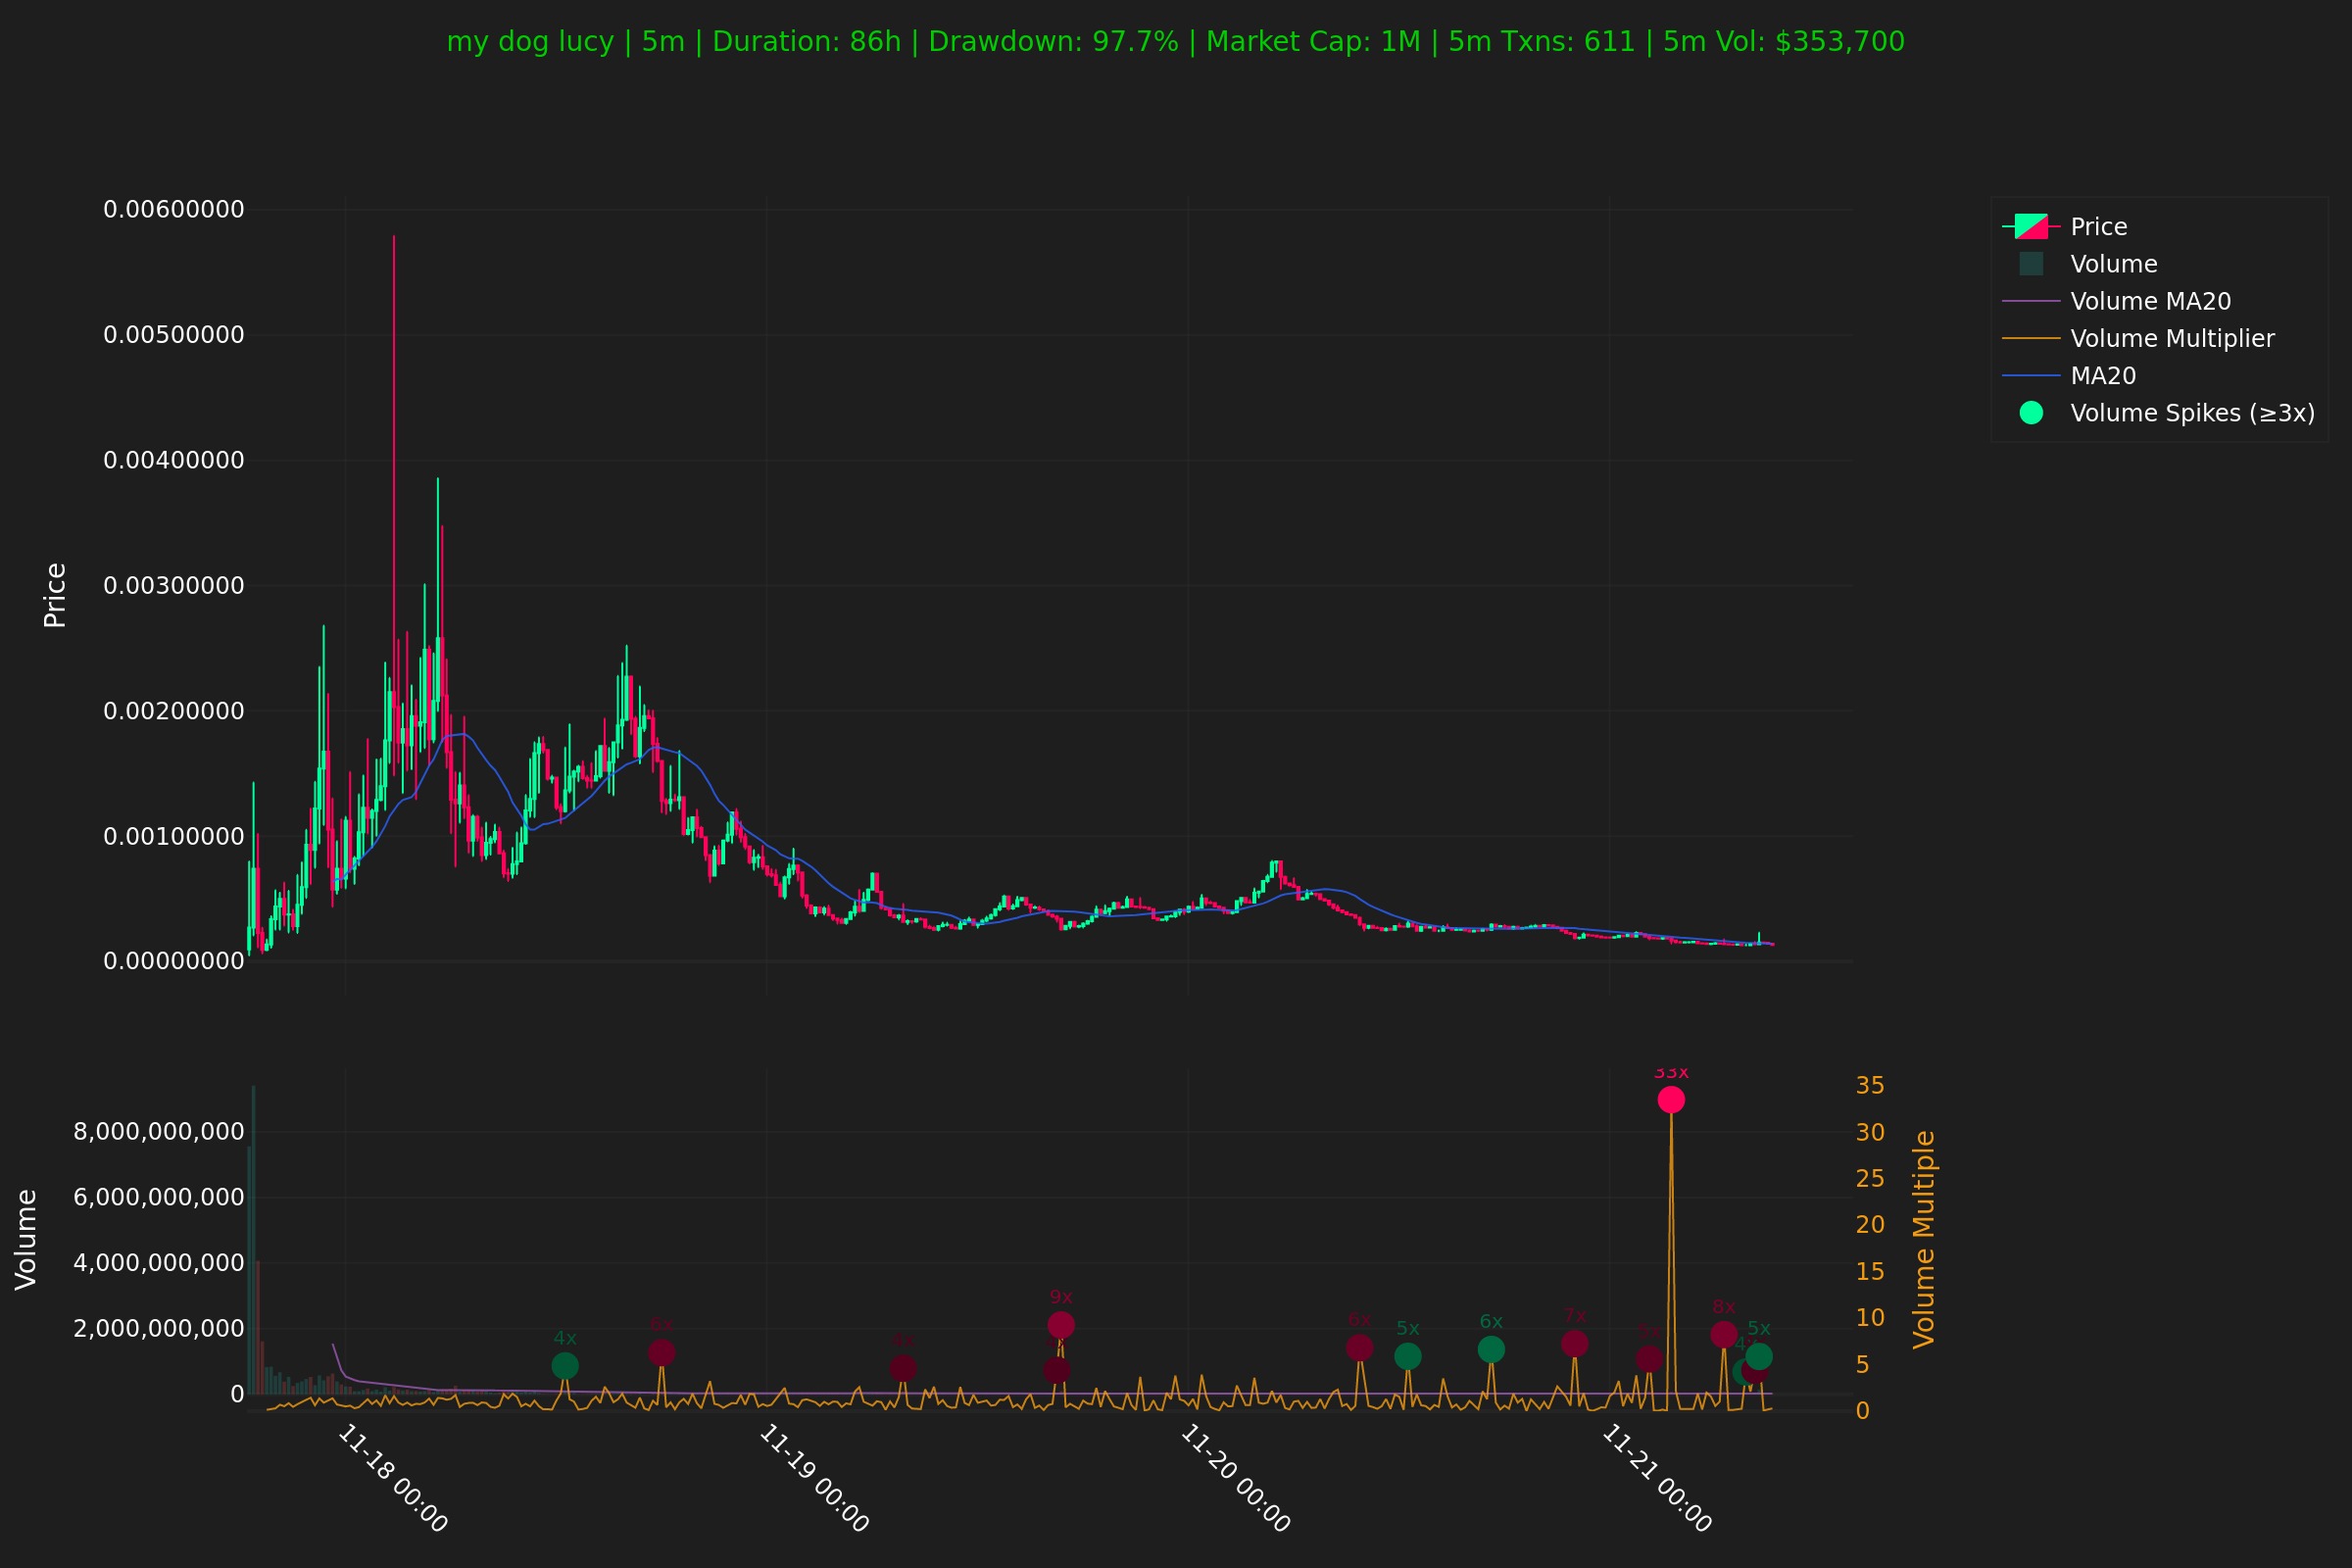 my dog lucy | 5m | Duration: 86h | Drawdown: 97.7% | Market Cap: 1M | 5m Txns: 611 | 5m Vol: $353,700
Price
0.00600000
0.00500000
0.00400000
0.00300000
0.00200000
0.00100000
0.00000000
Price
Volume
Volume MA20
Volume Multiplier
MA20
Volume Spikes (≥3x)
Volume
8,000,000,000
6,000,000,000
4,000,000,000
2,000,000,000
0
4x
6x
9x
6x
5x
6x
7x
33x
8x
5x
35
30
25
20
15
10
5
0
Volume Multiple
11-18 00:00
11-19 00:00
11-20 00:00
11-21 00:00